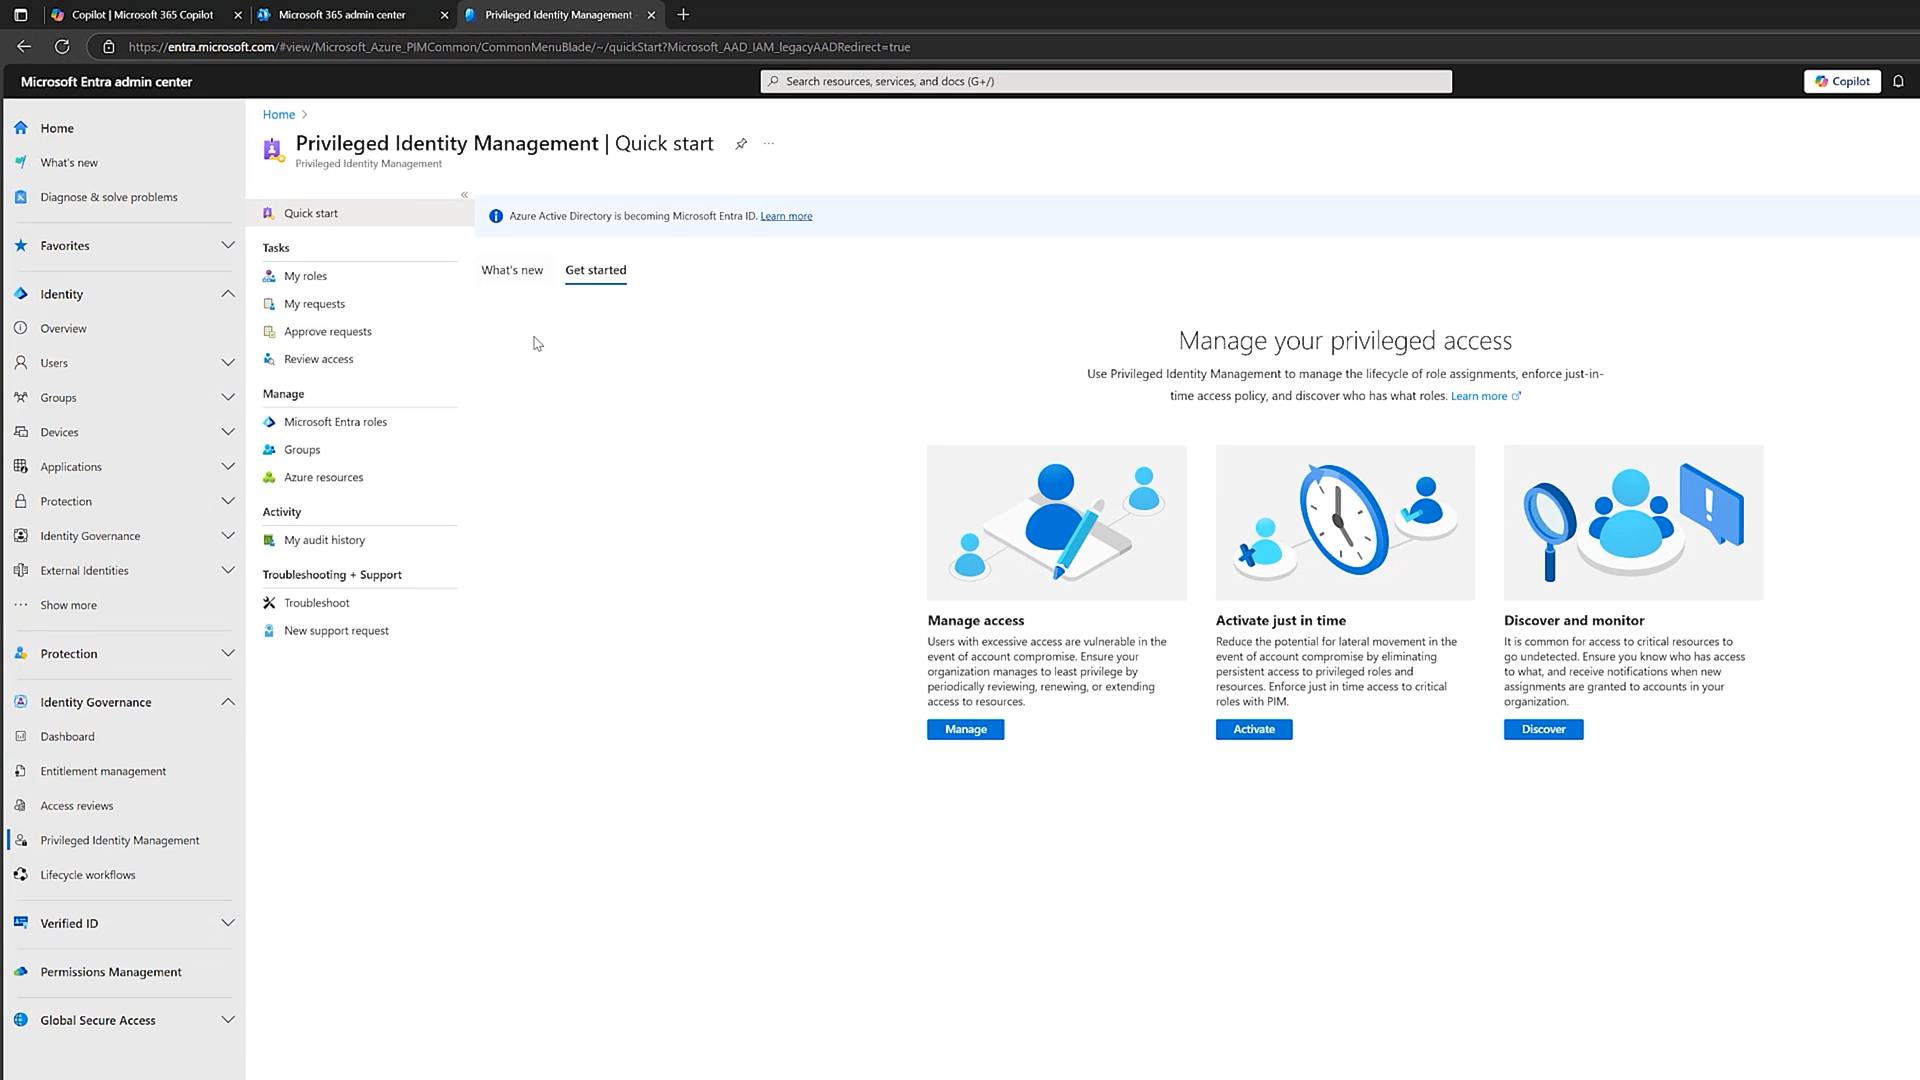 Copilot | Microsoft 365 Copilot
Microsoft 365 admin center
Privileged Identity Management
https://entra.microsoft.com/#view/Microsoft_Azure_PIMCommon/CommonMenuBlade/~/quickStart?Microsoft_AAD_IAM_legacyAADRedirect=true
Microsoft Entra admin center
Search resources, services, and docs (G+/)
Copilot
Home
What's new
Diagnose & solve problems
Favorites
Identity
Overview
Users
Groups
Devices
Applications
Protection
Identity Governance
External Identities
Show more
Protection
Identity Governance
Dashboard
Entitlement management
Access reviews
Privileged Identity Management
Lifecycle workflows
Verified ID
Permissions Management
Global Secure Access
Home >
Privileged Identity Management | Quick start
Privileged Identity Management
Quick start
Tasks
My roles
My requests
Approve requests
Review access
Manage
Microsoft Entra roles
Groups
Azure resources
Activity
My audit history
Troubleshooting + Support
Troubleshoot
New support request
Azure Active Directory is becoming Microsoft Entra ID. Learn more
What's new
Get started
Manage your privileged access
Use Privileged Identity Management to manage the lifecycle of role assignments, enforce just-in-
time access policy, and discover who has what roles. Learn more
Manage access
Users with excessive access are vulnerable in the
event of account compromise. Ensure your
organization manages to least privilege by
periodically reviewing, renewing, or extending
access to resources.
Manage
Activate just in time
Reduce the potential for lateral movement in the
event of account compromise by eliminating
persistent access to privileged roles and
resources. Enforce just in time access to critical
roles with PIM.
Activate
Discover and monitor
It is common for access to critical resources to
go undetected. Ensure you know who has access
to what, and receive notifications when new
assignments are granted to accounts in your
organization.
Discover